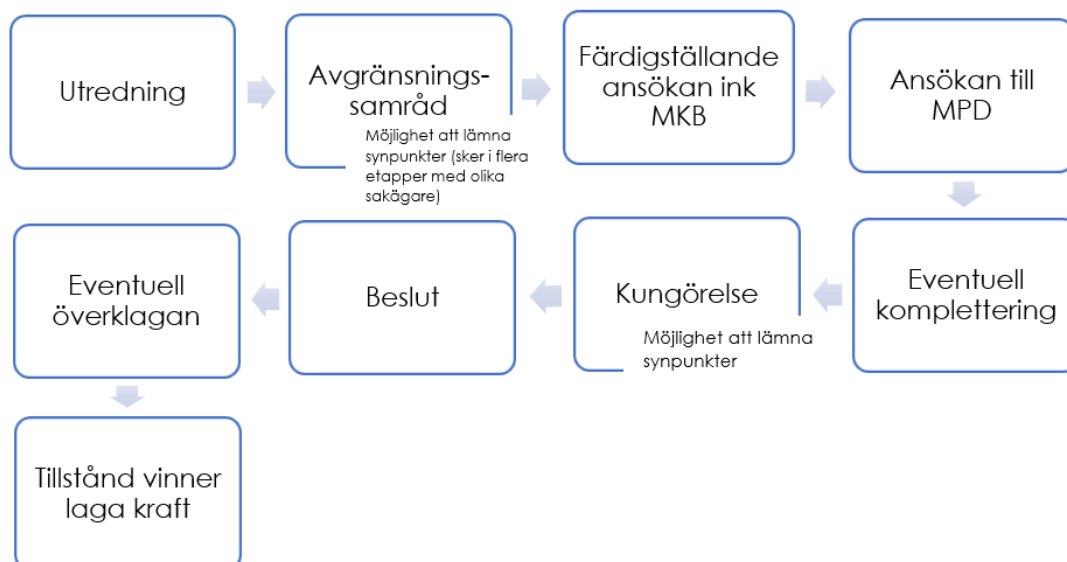 Utredning
Avgränsnings-
samråd
Möjlighet att lämna
synpunkter (sker i flera
etapper med olika
sakägare)
Färdigställande
ansökan ink
MKB
Ansökan till
MPD
Eventuell
komplettering
Kungörelse
Möjlighet att lämna
synpunkter
Beslut
Eventuell
överklagan
Tillstånd vinner
laga kraft